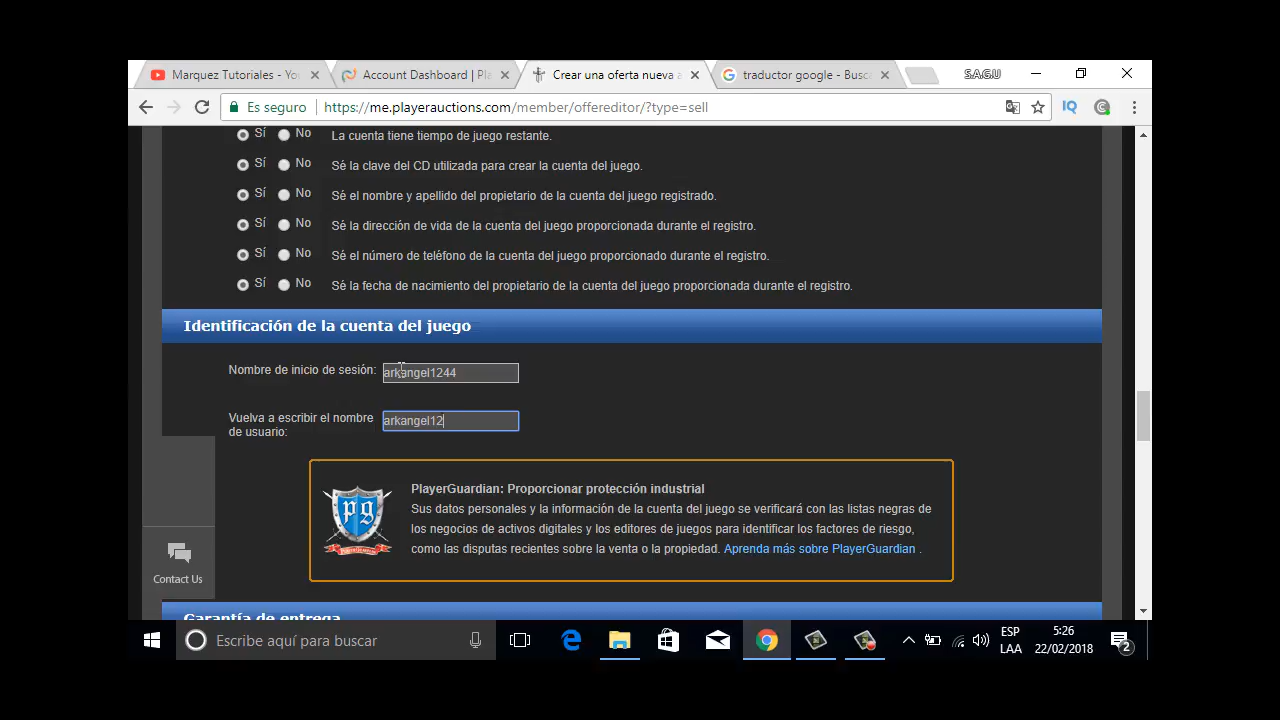 Marquez Tutoriales - Yo
Account Dashboard | Pla
Crear una oferta nueva a
traductor google - Busca
S.A.G.U
Es seguro
https://me.playerauctions.com/member/offereditor/?type=sell
Sí No La cuenta tiene tiempo de juego restante.
Sí No Sé la clave del CD utilizada para crear la cuenta del juego.
Sí No Sé el nombre y apellido del propietario de la cuenta del juego registrado.
Sí No Sé la dirección de vida de la cuenta del juego proporcionada durante el registro.
Sí No Sé el número de teléfono de la cuenta del juego proporcionado durante el registro.
Sí No Sé la fecha de nacimiento del propietario de la cuenta del juego proporcionada durante el registro.
Identificación de la cuenta del juego
Nombre de inicio de sesión: arkangel1244
Vuelva a escribir el nombre
de usuario:
arkangel12
PlayerGuardian: Proporcionar protección industrial
Sus datos personales y la información de la cuenta del juego se verificará con las listas negras de
los negocios de activos digitales y los editores de juegos para identificar los factores de riesgo,
como las disputas recientes sobre la venta o la propiedad. Aprenda más sobre PlayerGuardian .
pg
Contact Us
Garantía de entrega
Escribe aquí para buscar
ESP
LAA
5:26
22/02/2018
2